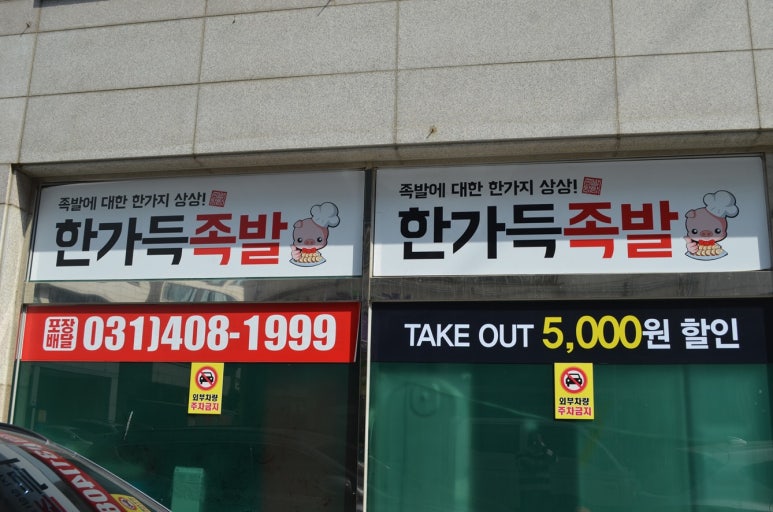 족발에 대한 한가지 상상!
한가득족발
족발에 대한 한가지 상상!
한가득족발
포장
배달
031)408-1999
TAKE OUT 5,000원 할인
외부차량
주차금지
외부차량
주차금지